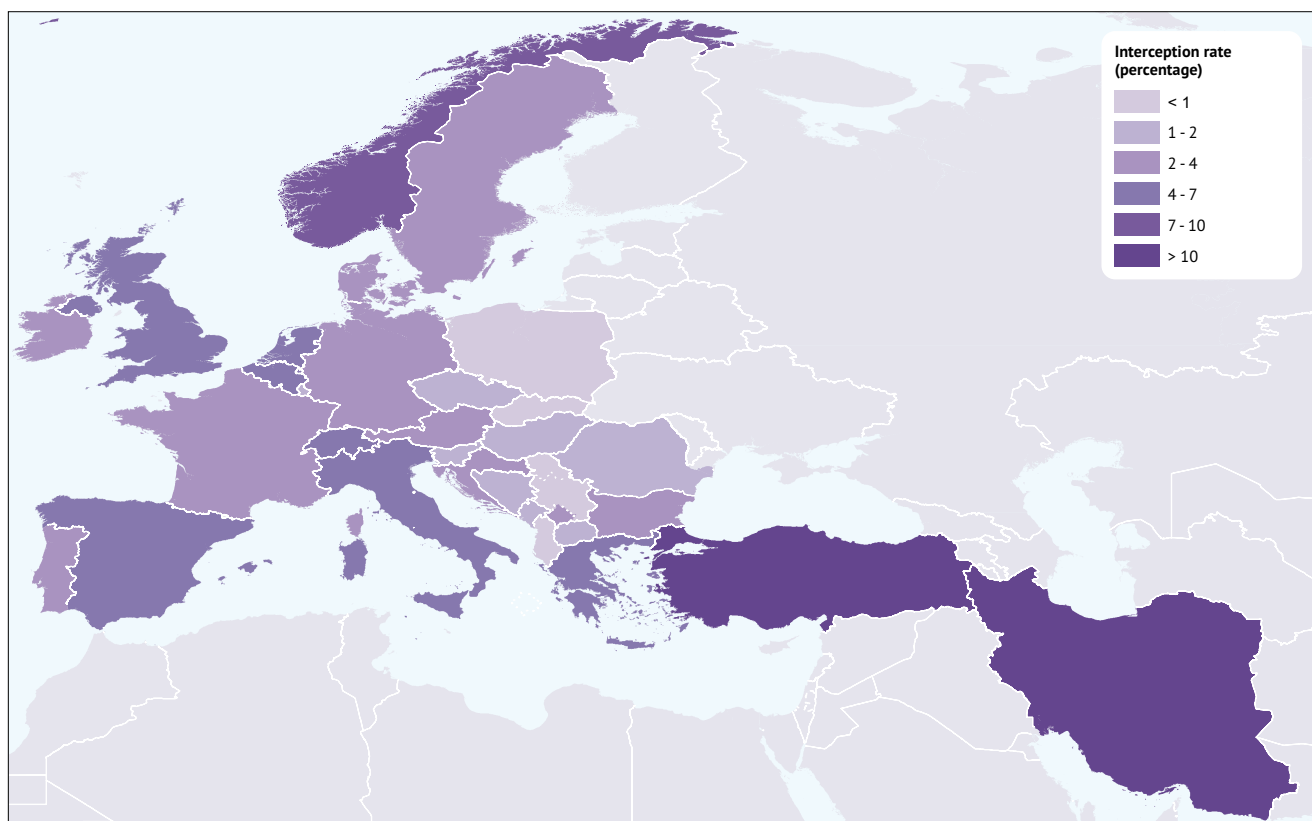 Interception rate
(percentage)
< 1
1 - 2
2 - 4
4 - 7
7 - 10
> 10